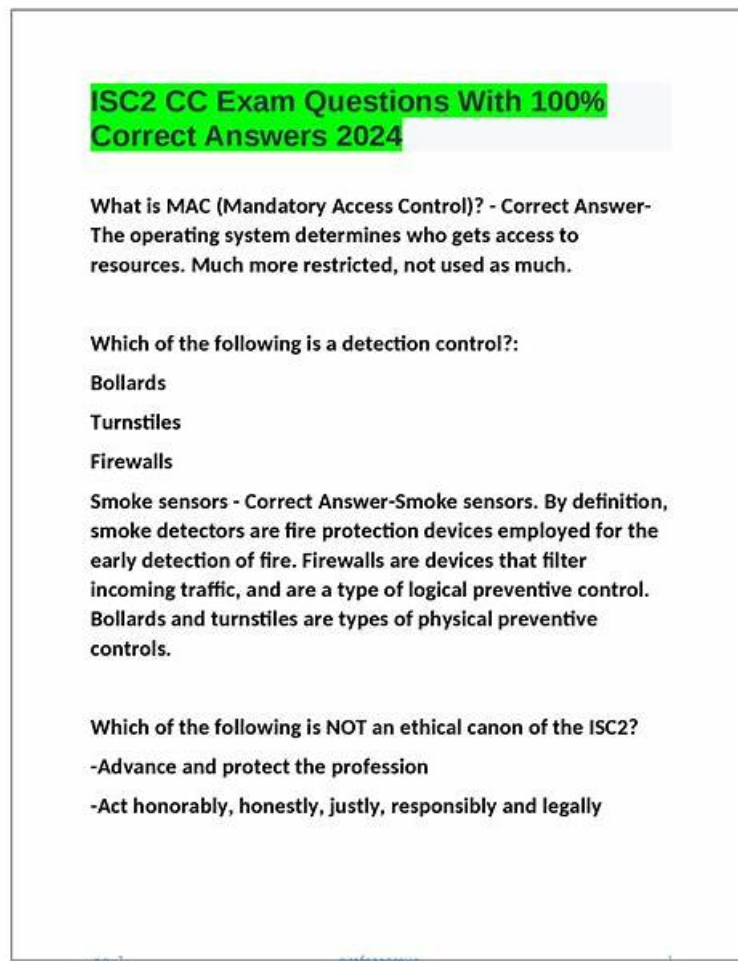 ISC2 CC Exam Questions With 100%
Correct Answers 2024
What is MAC (Mandatory Access Control)? - Correct Answer-
The operating system determines who gets access to
resources. Much more restricted, not used as much.
Which of the following is a detection control?:
Bollards
Turnstiles
Firewalls
Smoke sensors - Correct Answer-Smoke sensors. By definition,
smoke detectors are fire protection devices employed for the
early detection of fire. Firewalls are devices that filter
incoming traffic, and are a type of logical preventive control.
Bollards and turnstiles are types of physical preventive
controls.
Which of the following is NOT an ethical canon of the ISC2?
-Advance and protect the profession
-Act honorably, honestly, justly, responsibly and legally